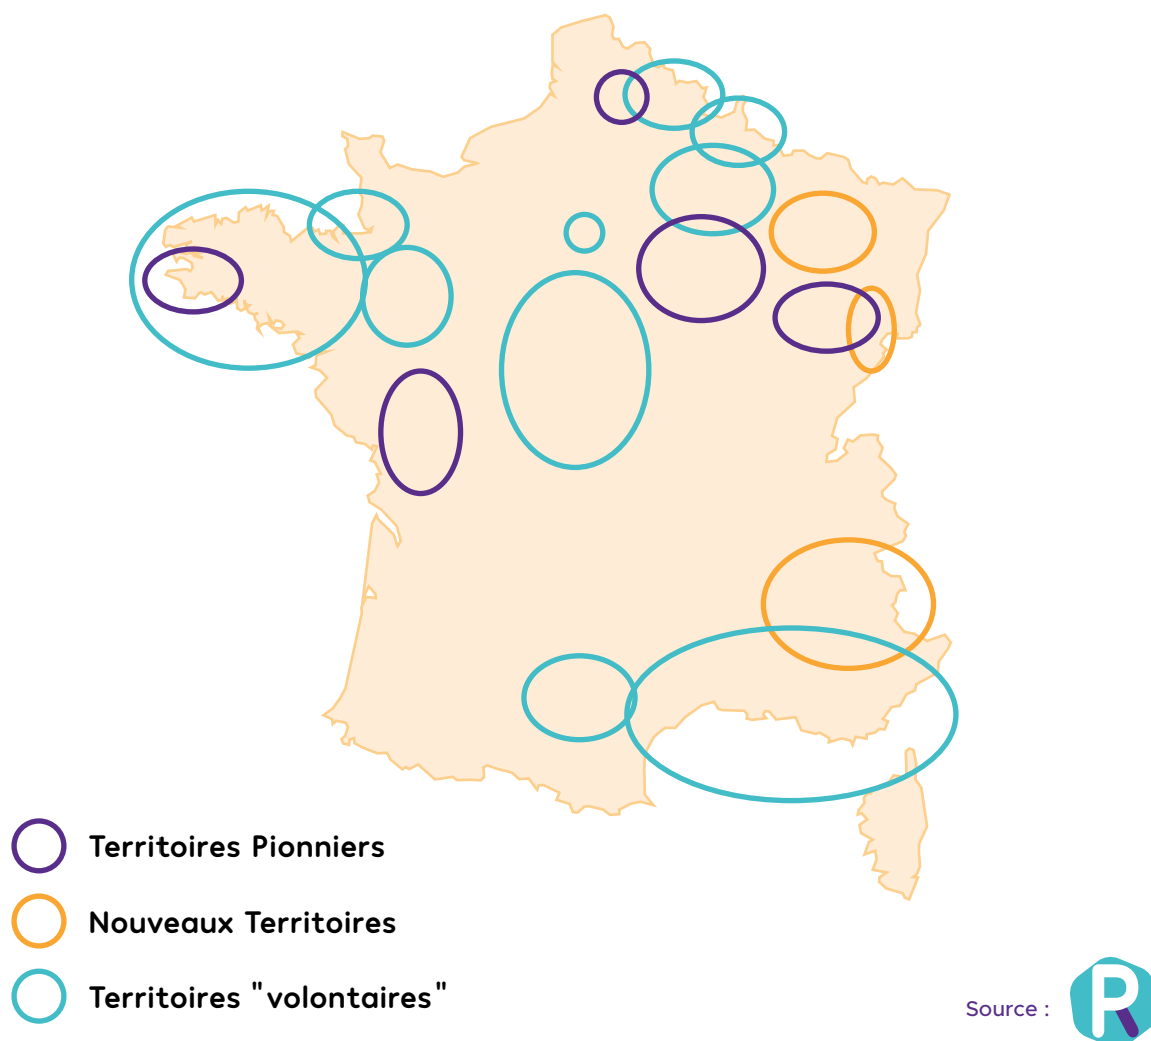 Territoires Pionniers
Nouveaux Territoires
Territoires "volontaires"
Source :
R